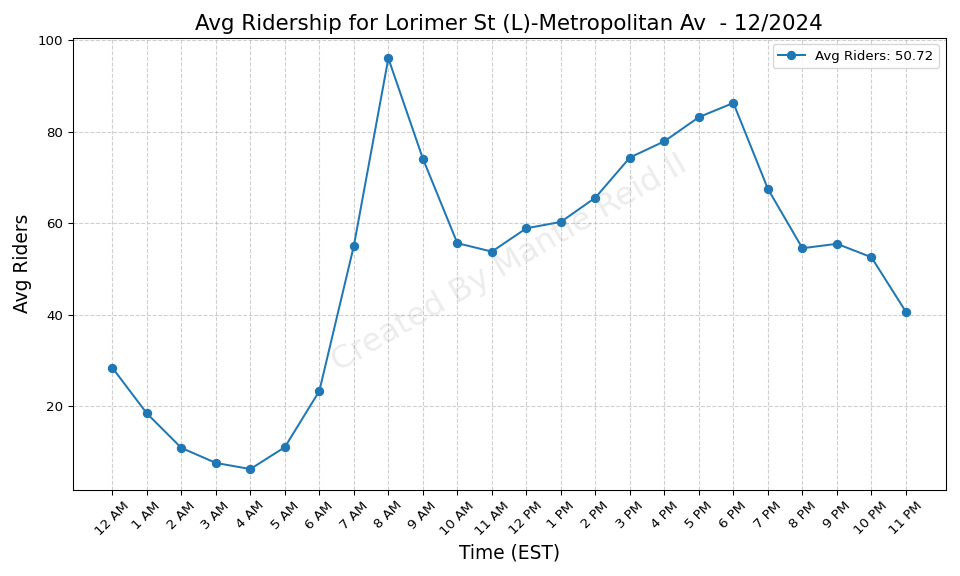 Avg Ridership for Lorimer St (L)-Metropolitan Av  - 12/2024
Avg Riders: 50.72
Avg Riders
100
80
60
40
20
Created By Mantie Reid II
12 AM
1 AM
2 AM
3 AM
4 AM
5 AM
6 AM
7 AM
8 AM
9 AM
10 AM
11 AM
12 PM
1 PM
2 PM
3 PM
4 PM
5 PM
6 PM
7 PM
8 PM
9 PM
10 PM
11 PM
Time (EST)